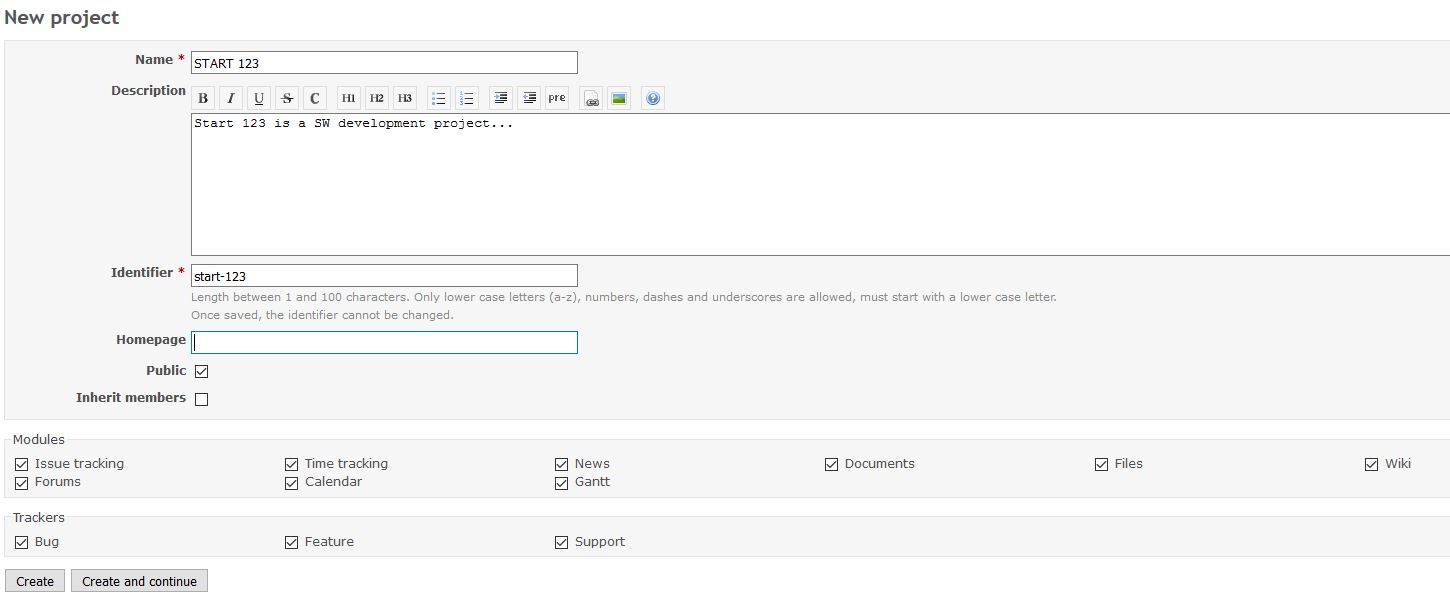 New project
Name * START 123
Description B I U S C H1 H2 H3 pre
Start 123 is a SW development project...
Identifier * start-123
Length between 1 and 100 characters. Only lower case letters (a-z), numbers, dashes and underscores are allowed, must start with a lower case letter.
Once saved, the identifier cannot be changed.
Homepage
Public
Inherit members
Modules
Issue tracking Time tracking News Documents Files Wiki
Forums Calendar Gantt
Trackers
Bug Feature Support
Create Create and continue